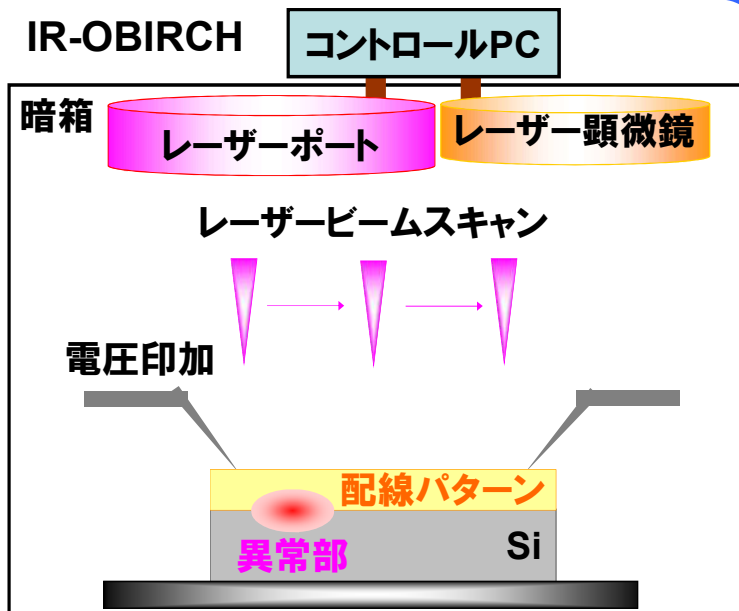 IR-OBIRCH
コントロールPC
暗箱
レーザーポート
レーザー顕微鏡
レーザービームスキャン
電圧印加
配線パターン
異常部
Si